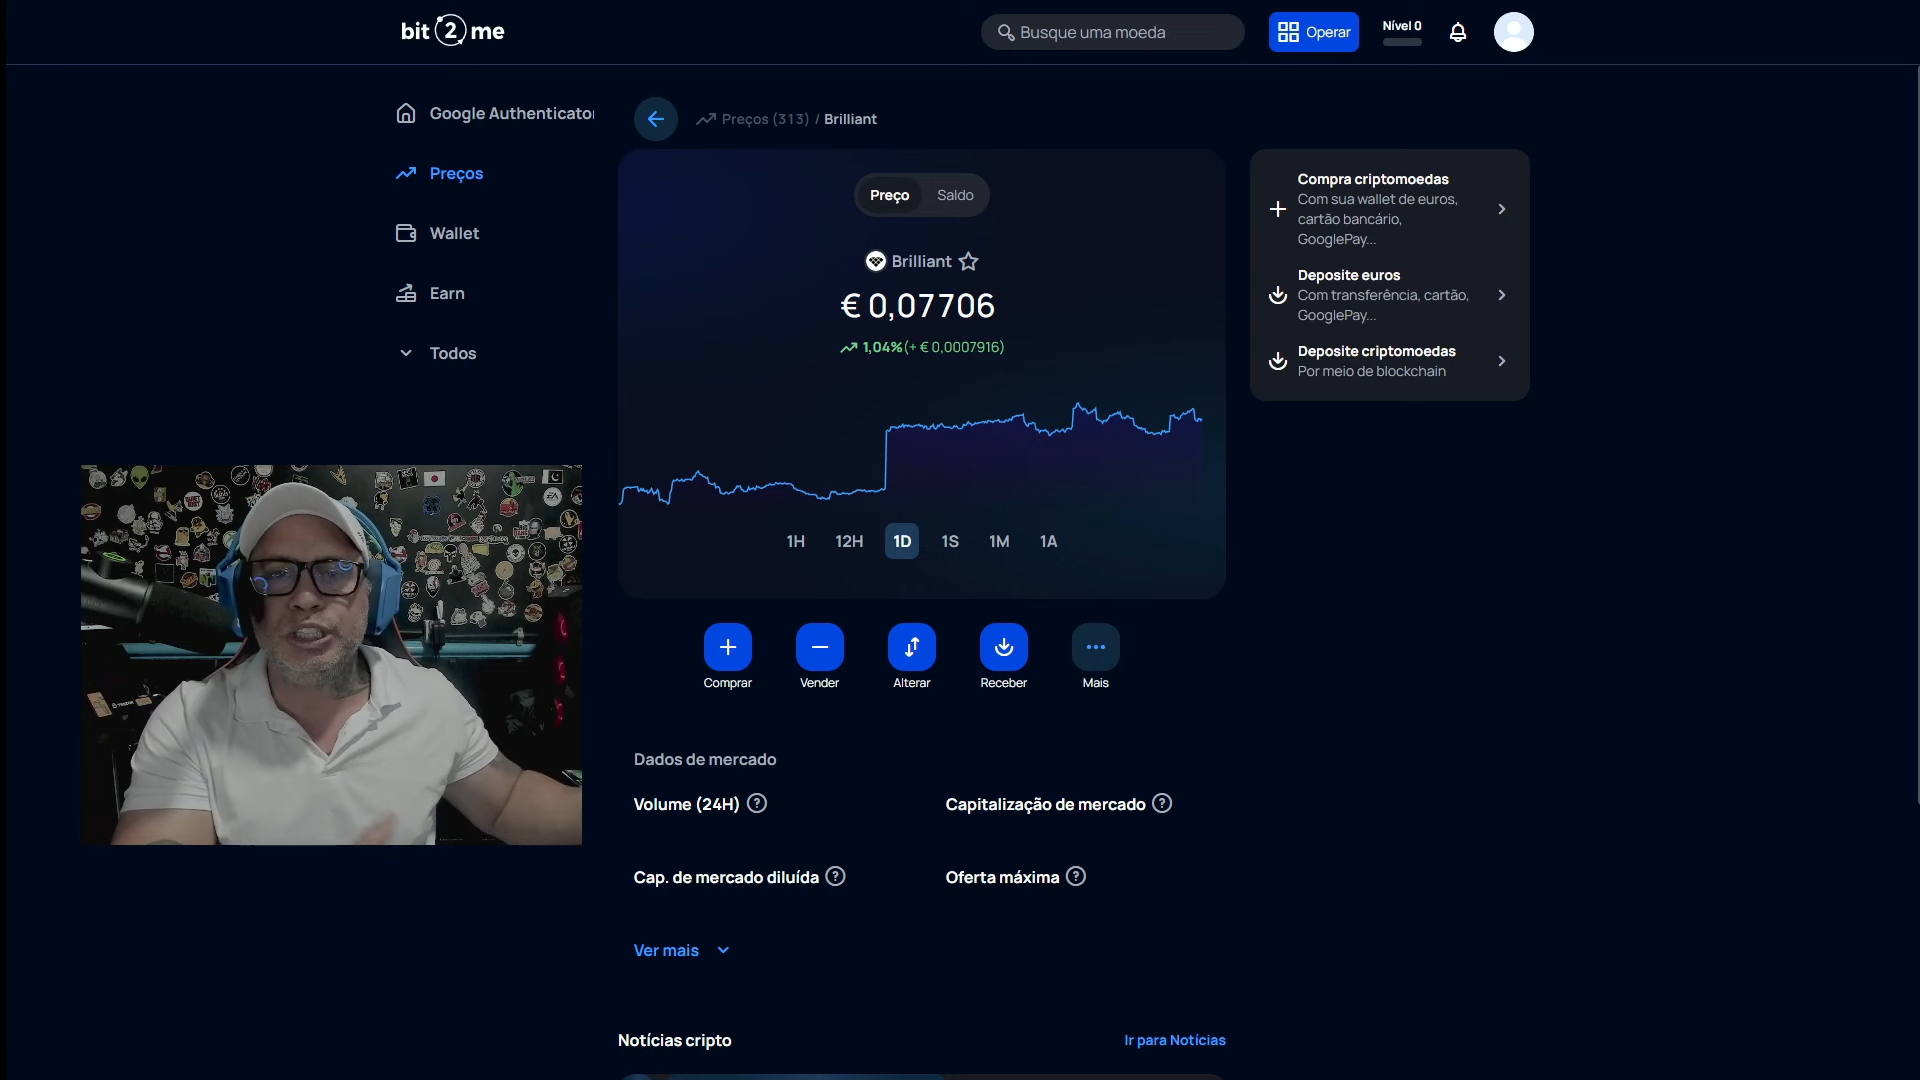 bit2me
Busque uma moeda
Operar
Nível 0
Google Authenticator
Preços
Wallet
Earn
Todos
Preços (313) / Brilliant
Preço
Saldo
Brilliant
€ 0,07706
1,04%(+ € 0,0007916)
1H
12H
1D
1S
1M
1A
Comprar
Vender
Alterar
Receber
Mais
Compra criptomoedas
Com sua wallet de euros,
cartão bancário,
GooglePay...
Deposite euros
Com transferência, cartão,
GooglePay...
Deposite criptomoedas
Por meio de blockchain
Dados de mercado
Volume (24H)
Capitalização de mercado
Cap. de mercado diluída
Oferta máxima
Ver mais
Notícias cripto
Ir para Notícias